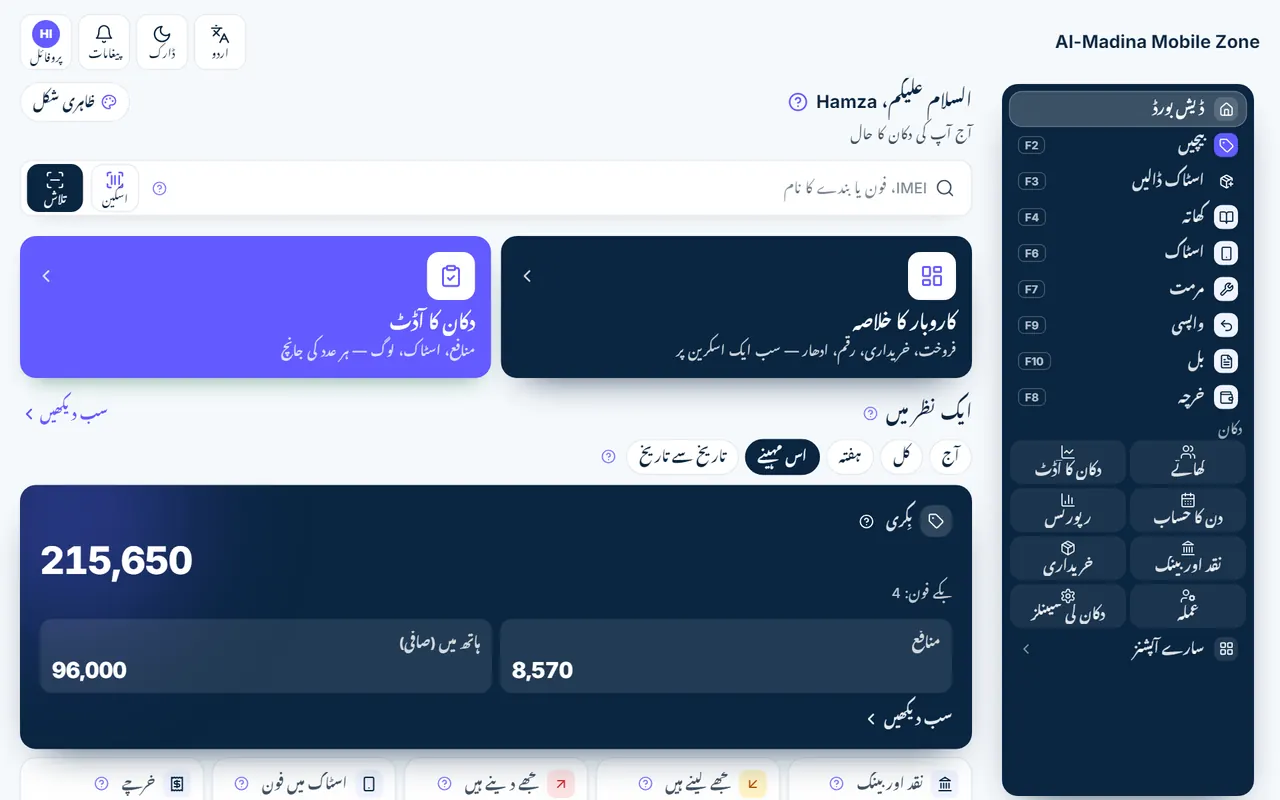 Al-Madina Mobile Zone
اردو
ڈارک
پیغامات
HI
پروفائل
ڈیش بورڈ
بیچیں F2
اسٹاک ڈالیں F3
کھاتہ F4
اسٹاک F6
مرمت F7
واپسی F9
بل F10
خرچہ F8
دکان
کھاتے
دکان کا آڈٹ
دن کا حساب
رپورٹس
نقد اور بینک
خریداری
عملہ
دکان کی سیٹنگز
سارے آپشنز
السلام علیکم، Hamza
آج آپ کی دکان کا حال
ظاہری شکل
IMEI، فون یا بندے کا نام
اسکین
تلاش
کاروبار کا خلاصہ
فروخت، خریداری، رقم، ادھار — سب ایک اسکرین پر
دکان کا آڈٹ
منافع، اسٹاک، لوگ — ہر عدد کی جانچ
ایک نظر میں
سب دیکھیں
آج
کل
ہفتہ
اس مہینے
تاریخ سے تاریخ
بِکری
215,650
بکے فون: 4
منافع
8,570
ہاتھ میں (صافی)
96,000
سب دیکھیں
نقد اور بینک
مجھے لینے ہیں
مجھے دینے ہیں
اسٹاک میں فون
خرچے